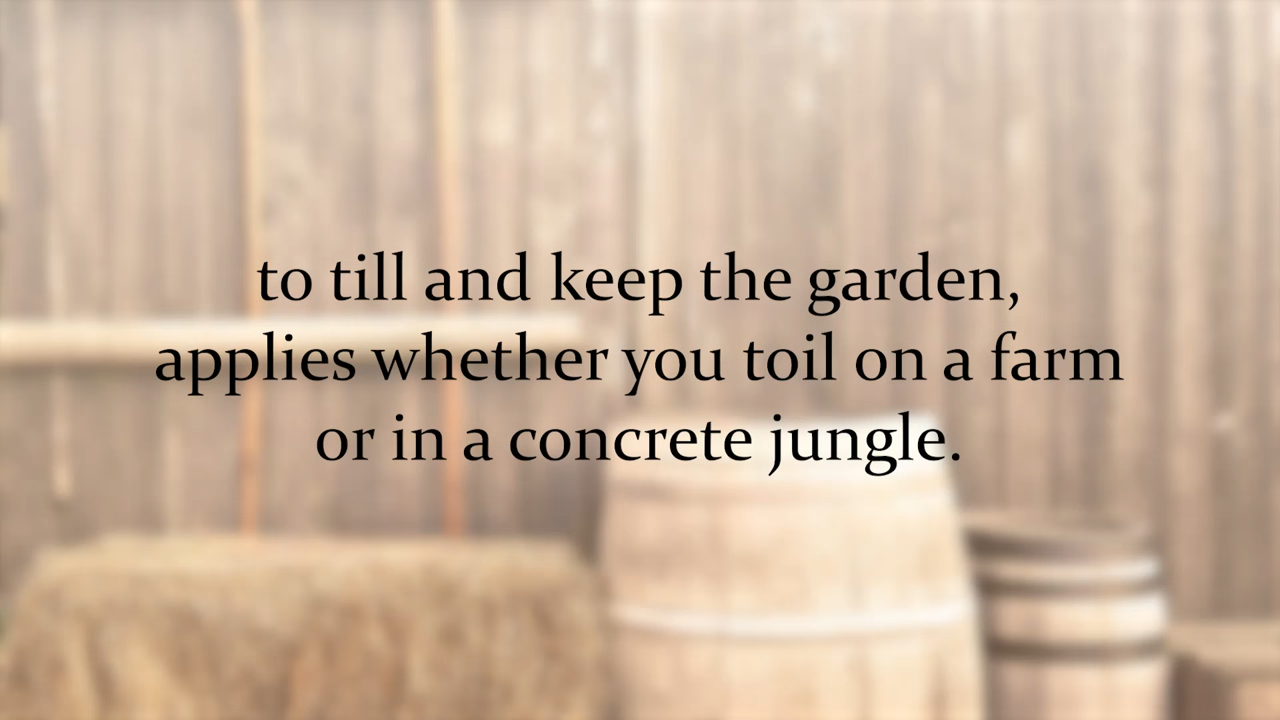 to till and keep the garden,
applies whether you toil on a farm
or in a concrete jungle.